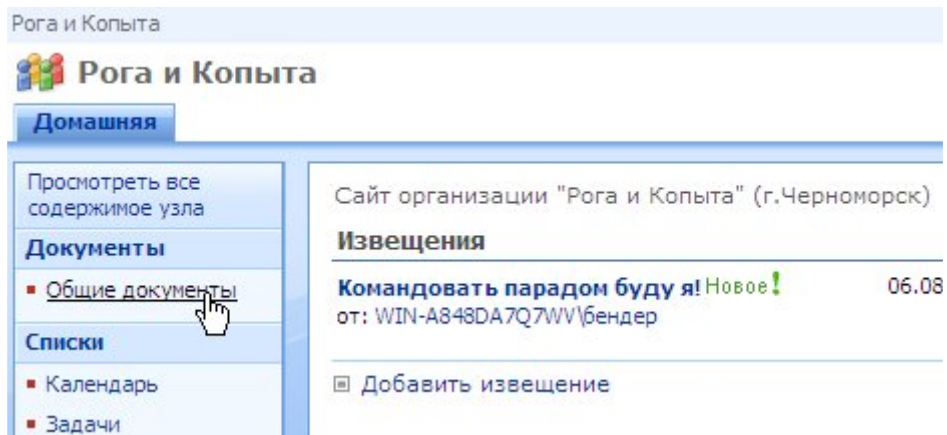 Рога и Копыта
Рога и Копыта
Домашняя
Просмотреть все
содержимое узла
Документы
Общие документы
Списки
Календарь
Задачи
Сайт организации "Рога и Копыта" (г.Черноморск)
Извещения
Командовать парадом буду я! Новое! 06.08
от: WIN-A848DA7Q7WV\бендер
Добавить извещение